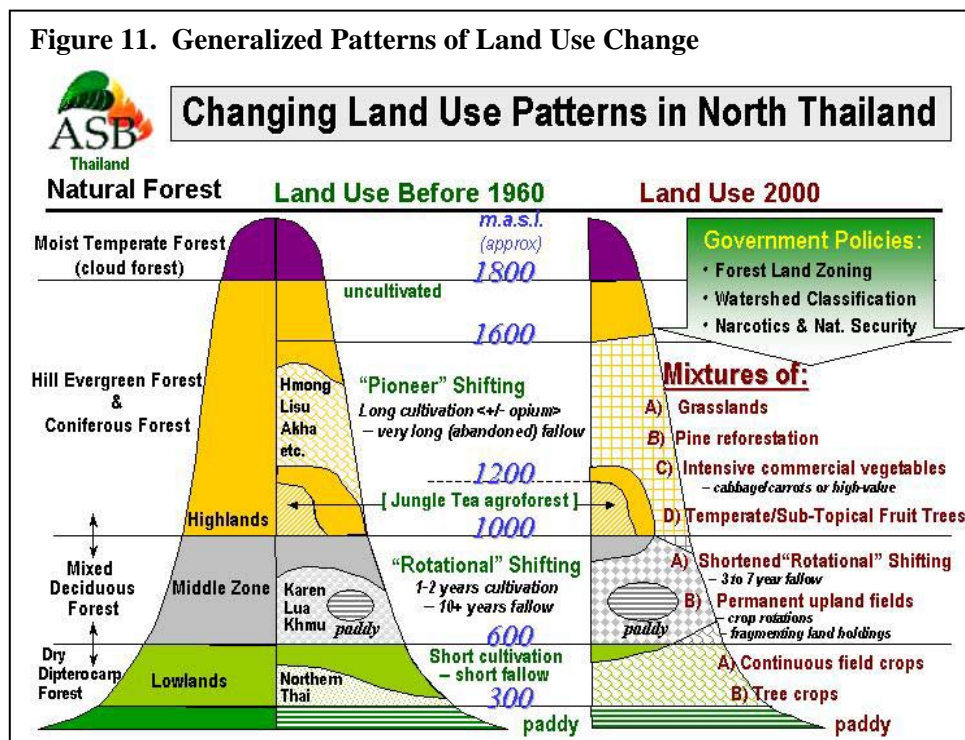 Figure 11.  Generalized Patterns of Land Use Change
ASB
Thailand
Changing Land Use Patterns in North Thailand
Natural Forest
Land Use Before 1960
Land Use 2000
m.a.s.l.
(approx)
Moist Temperate Forest
(cloud forest)
1800
uncultivated
1600
Government Policies:
• Forest Land Zoning
• Watershed Classification
• Narcotics & Nat. Security
Hill Evergreen Forest
&
Coniferous Forest
Hmong
Lisu
Akha
etc.
"Pioneer" Shifting
Long cultivation <+/- opium>
– very long (abandoned) fallow
1200
[ Jungle Tea agroforest ]
Highlands
1000
Mixtures of:
A) Grasslands
B) Pine reforestation
C) Intensive commercial vegetables
– cabbage/carrots or high-value
D) Temperate/Sub-Topical Fruit Trees
Mixed
Deciduous
Forest
Middle Zone
Karen
Lua
Khmu
paddy
"Rotational" Shifting
1-2 years cultivation
– 10+ years fallow
600
paddy
A) Shortened "Rotational" Shifting
– 3 to 7 year fallow
B) Permanent upland fields
– crop rotations
– fragmenting land holdings
Dry
Dipterocarp
Forest
Lowlands
Northern
Thai
Short cultivation
– short fallow
300
paddy
A) Continuous field crops
B) Tree crops
paddy